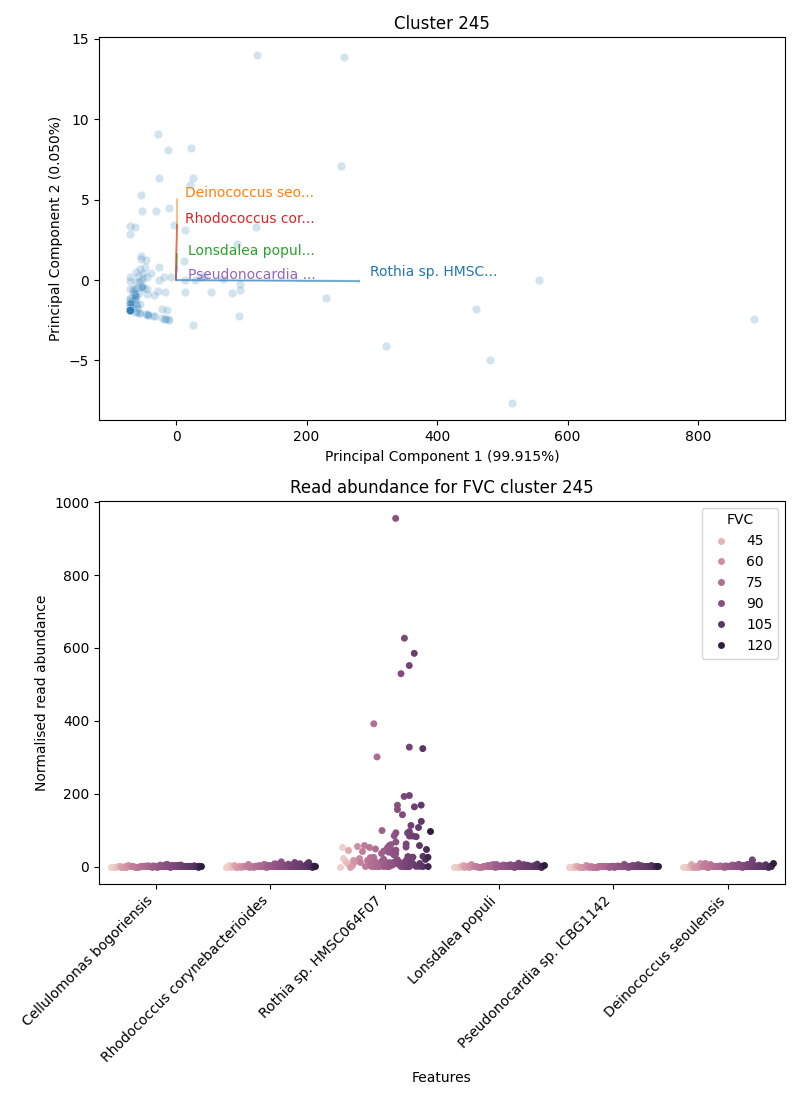 Cluster 245
15
10
5
0
−5
Principal Component 2 (0.050%)
Deinococcus seo...
Rhodococcus cor...
Lonsdalea popul...
Pseudonocardia ...
Rothia sp. HMSC...
0
200
400
600
800
Principal Component 1 (99.915%)
Read abundance for FVC cluster 245
1000
800
600
400
200
0
Normalised read abundance
FVC
45
60
75
90
105
120
Cellulomonas bogoriensis
Rhodococcus corynebacterioides
Rothia sp. HMSC064F07
Lonsdalea populi
Pseudonocardia sp. ICBG1142
Deinococcus seoulensis
Features